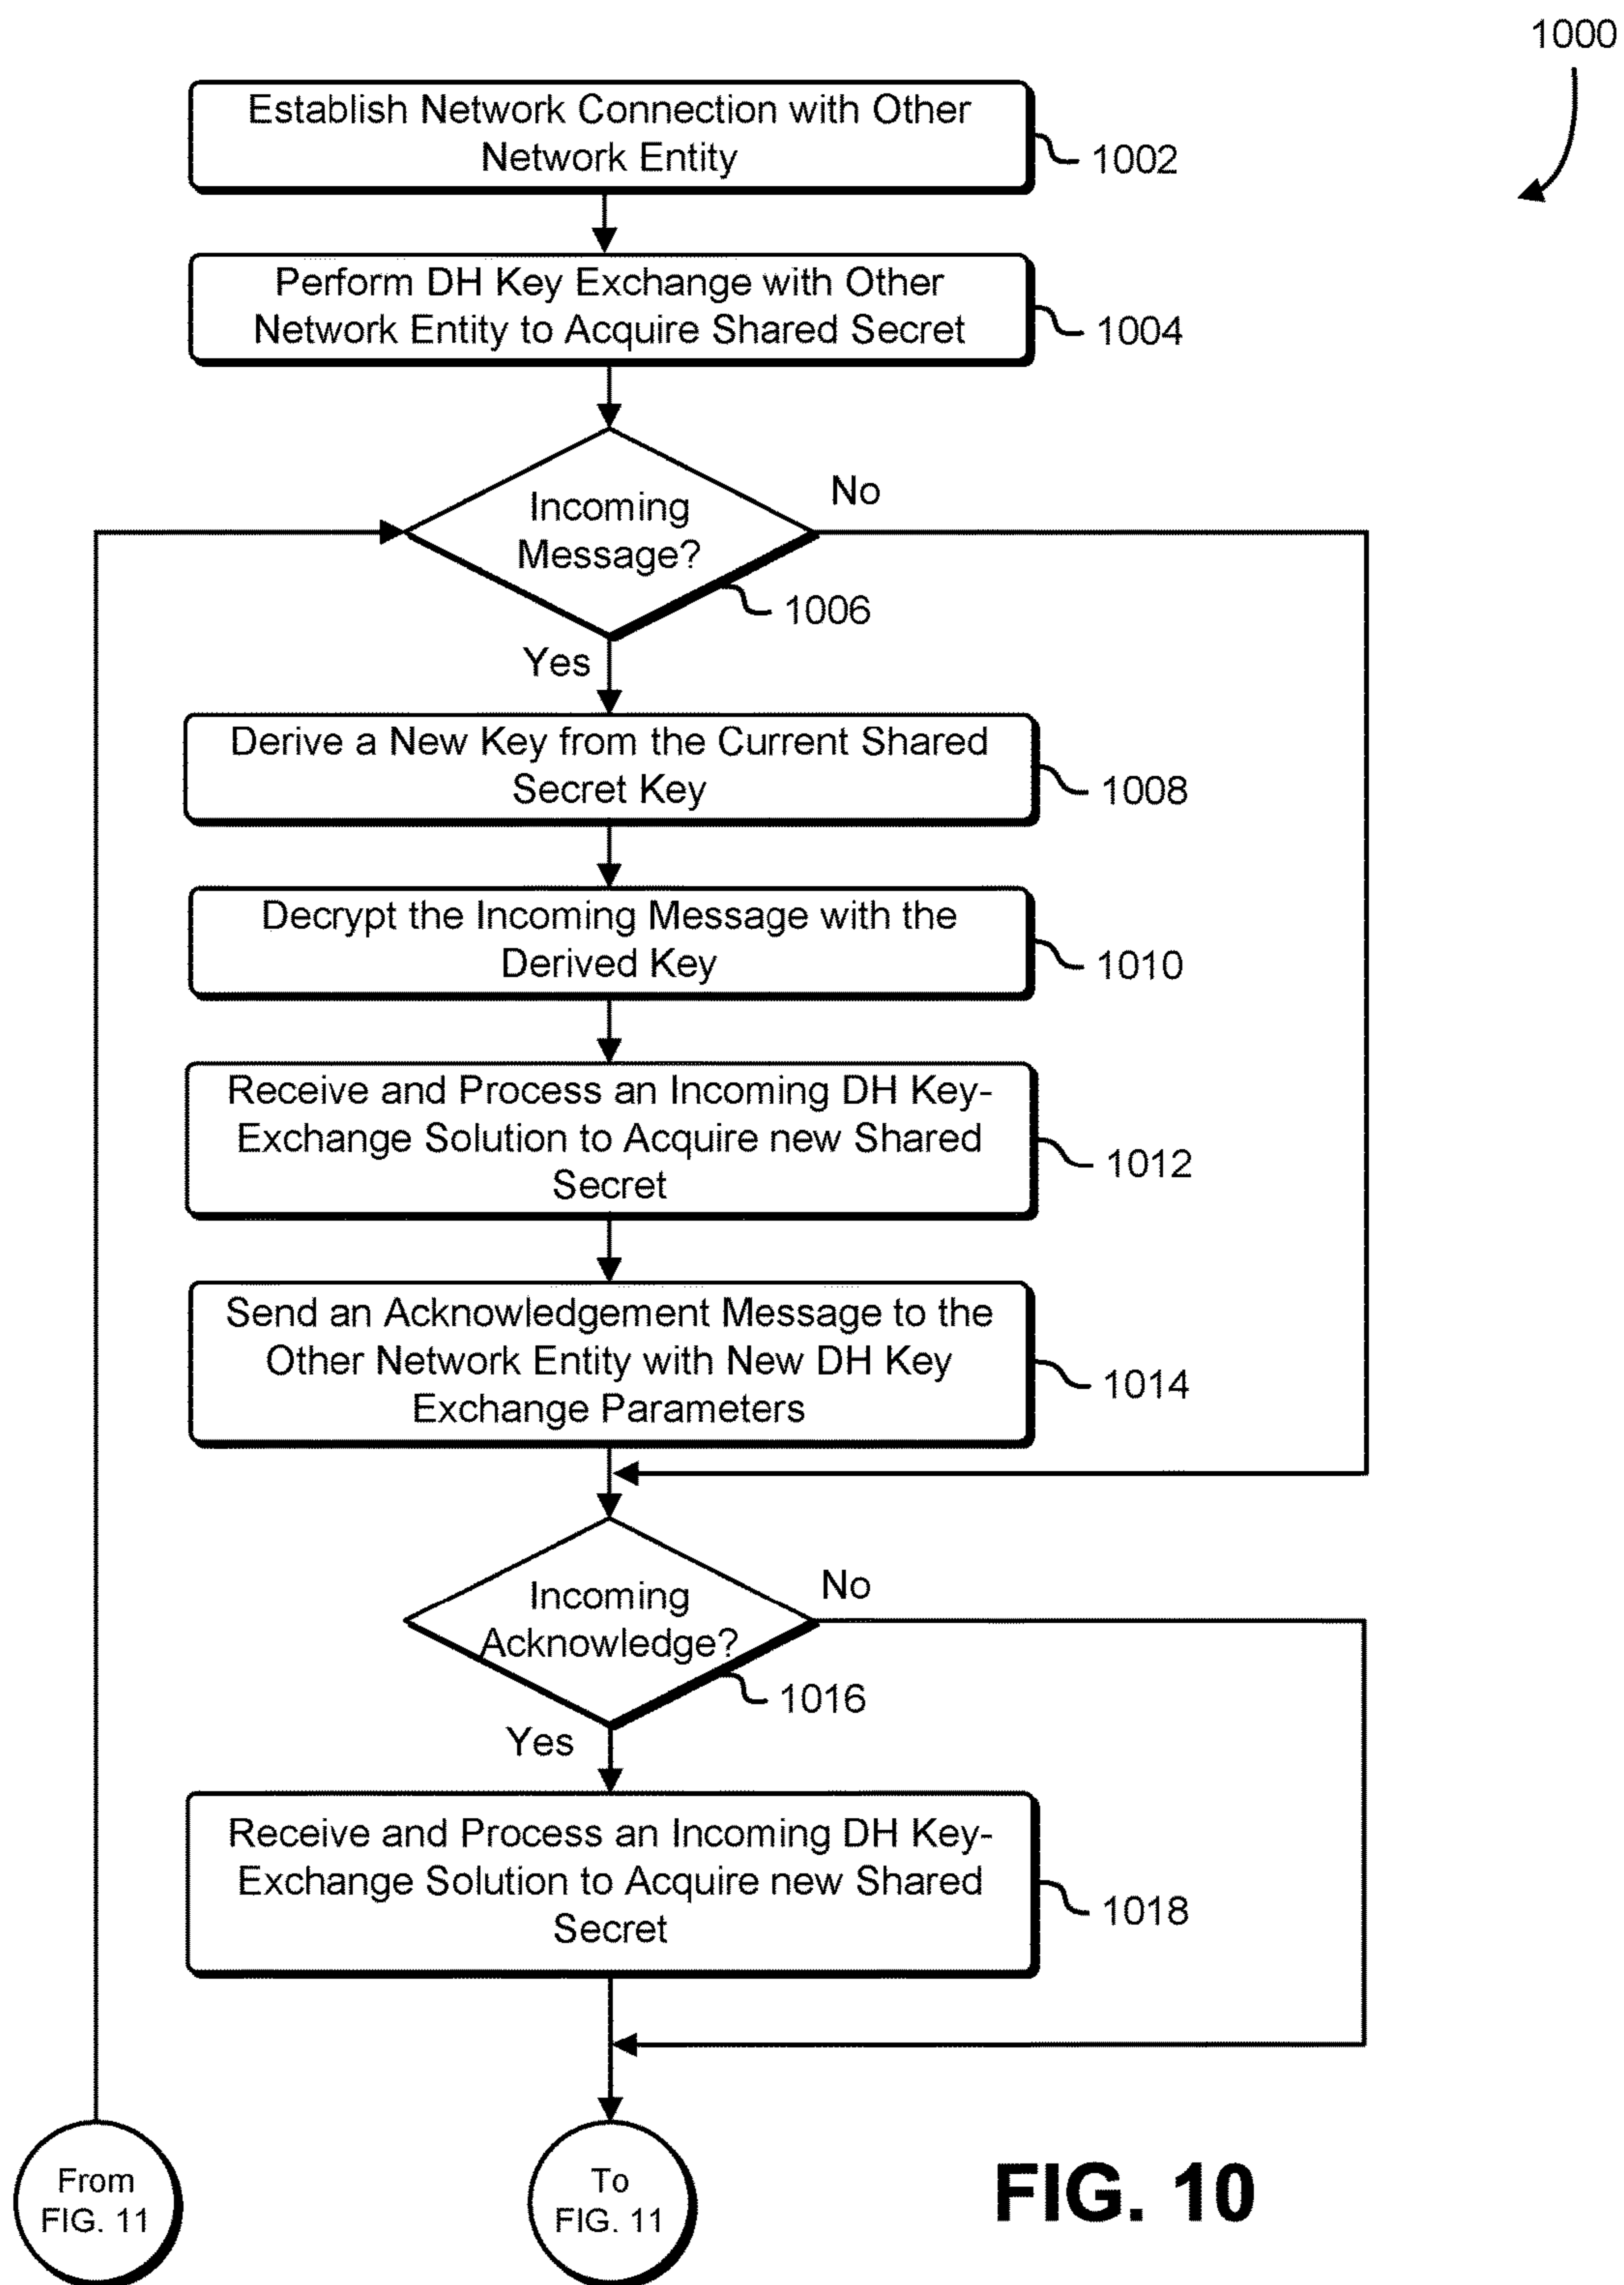 1000
Establish Network Connection with Other
Network Entity
1002
Perform DH Key Exchange with Other
Network Entity to Acquire Shared Secret
1004
Incoming
Message?
No
1006
Yes
Derive a New Key from the Current Shared
Secret Key
1008
Decrypt the Incoming Message with the
Derived Key
1010
Receive and Process an Incoming DH Key-
Exchange Solution to Acquire new Shared
Secret
1012
Send an Acknowledgement Message to the
Other Network Entity with New DH Key
Exchange Parameters
1014
Incoming
Acknowledge?
No
1016
Yes
Receive and Process an Incoming DH Key-
Exchange Solution to Acquire new Shared
Secret
1018
From
FIG. 11
To
FIG. 11
FIG. 10